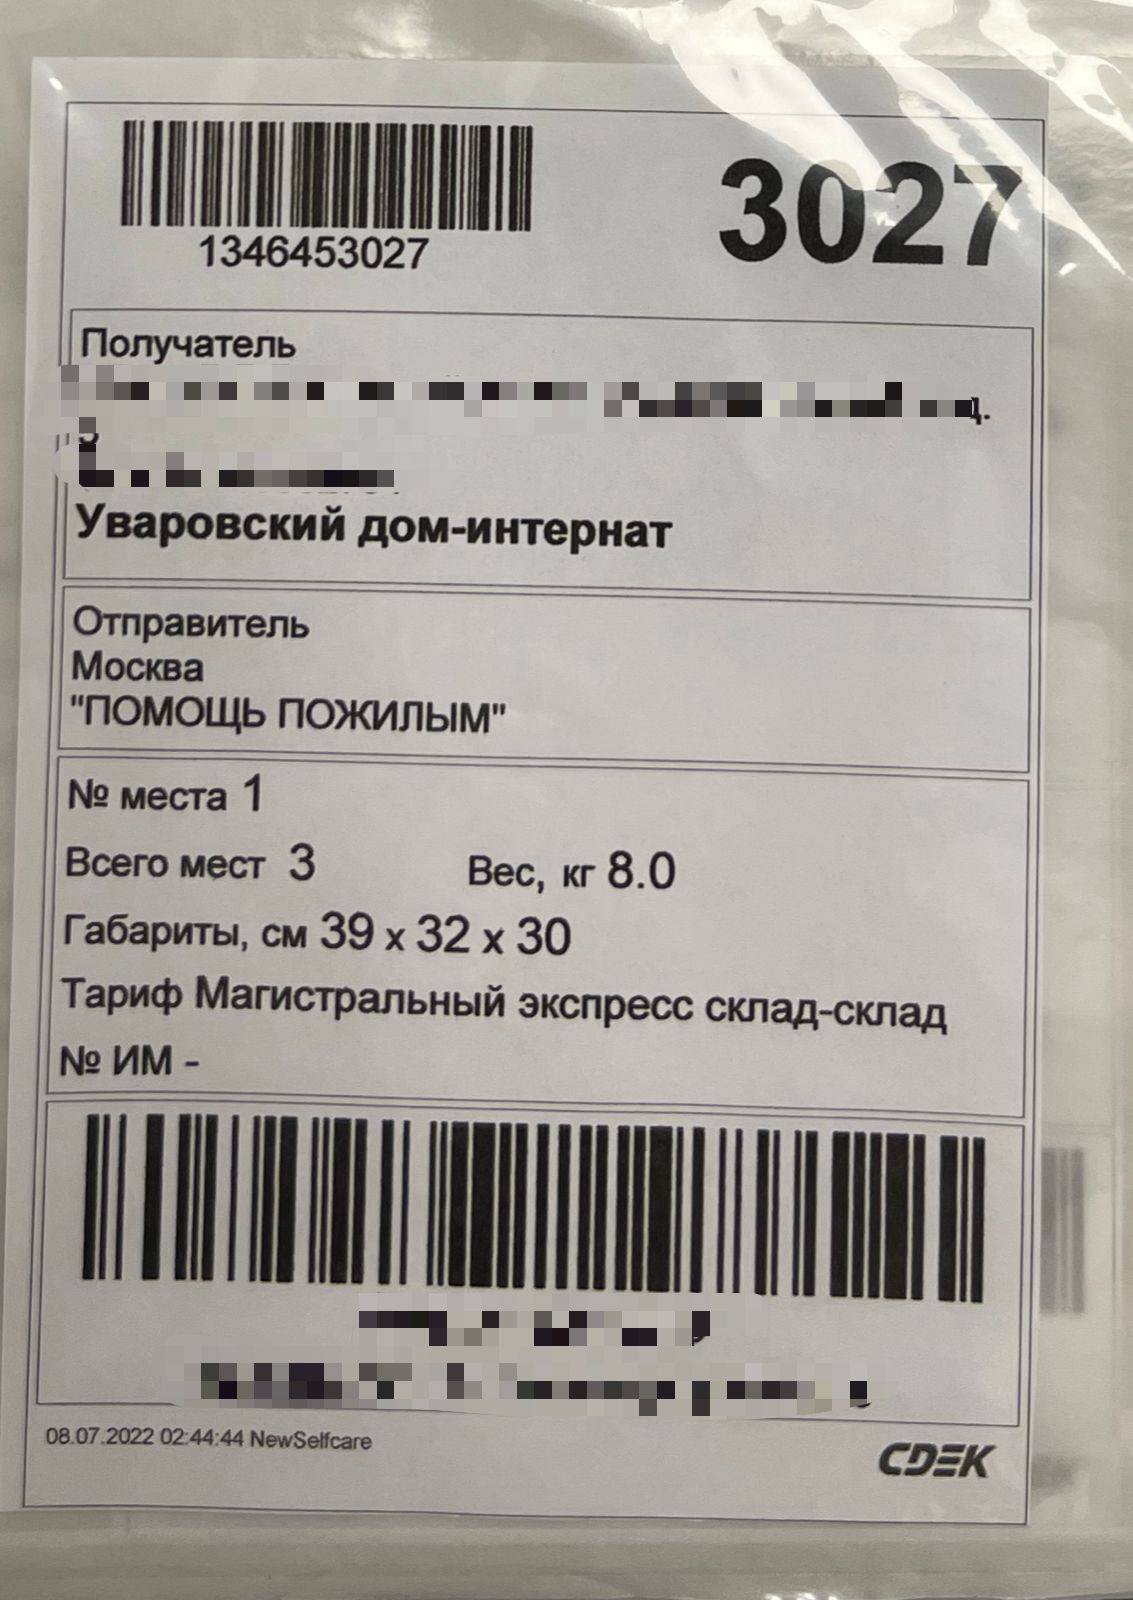 1346453027
3027
Получатель
Уваровский дом-интернат
Отправитель
Москва
"ПОМОЩЬ ПОЖИЛЫМ"
№ места 1
Всего мест 3 Вес, кг 8.0
Габариты, см 39 x 32 x 30
Тариф Магистральный экспресс склад-склад
№ ИМ -
08.07.2022 02:44:44 NewSelfcare
CDEK